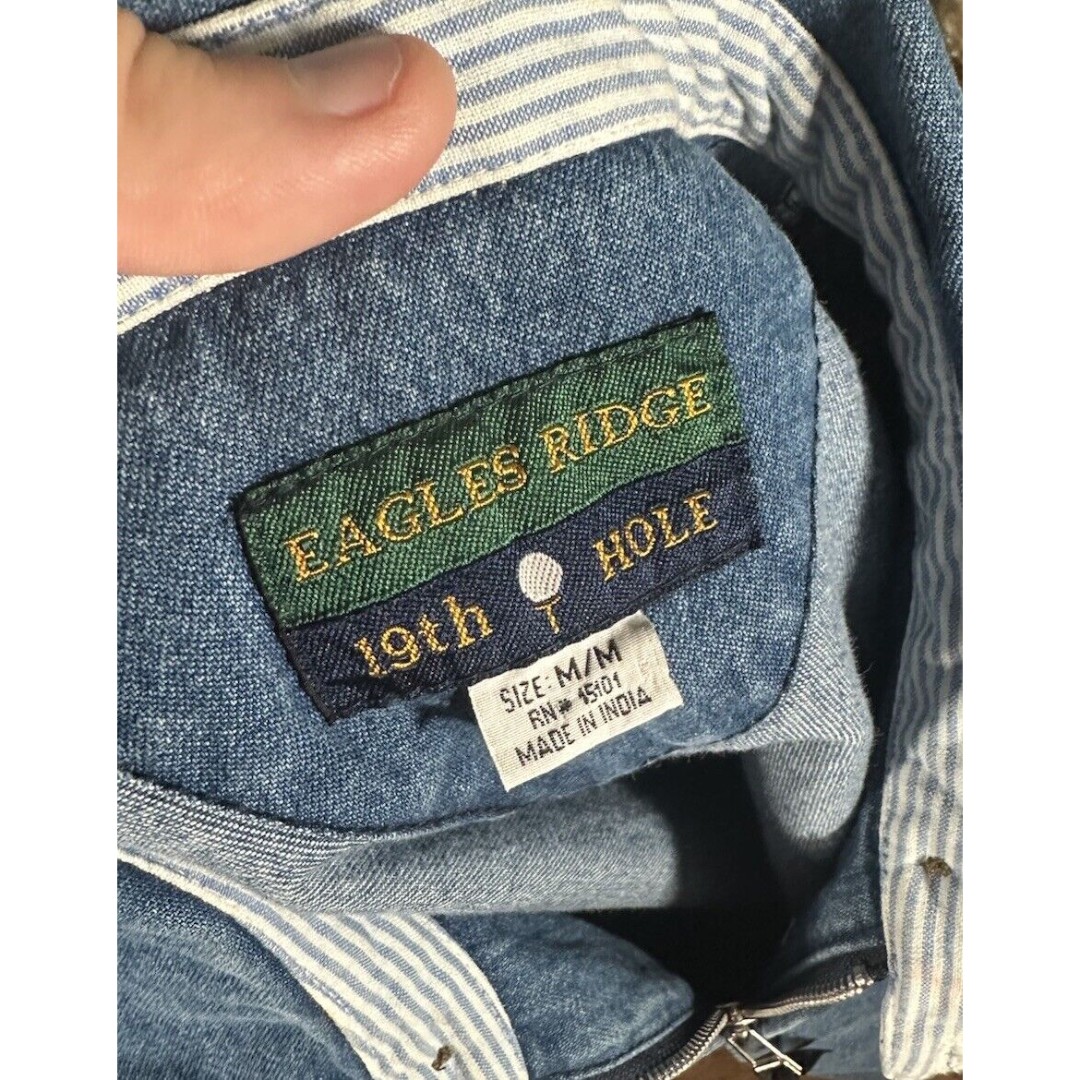 EAGLES RIDGE
19th HOLE
SIZE: M/M
RN# 15101
MADE IN INDIA